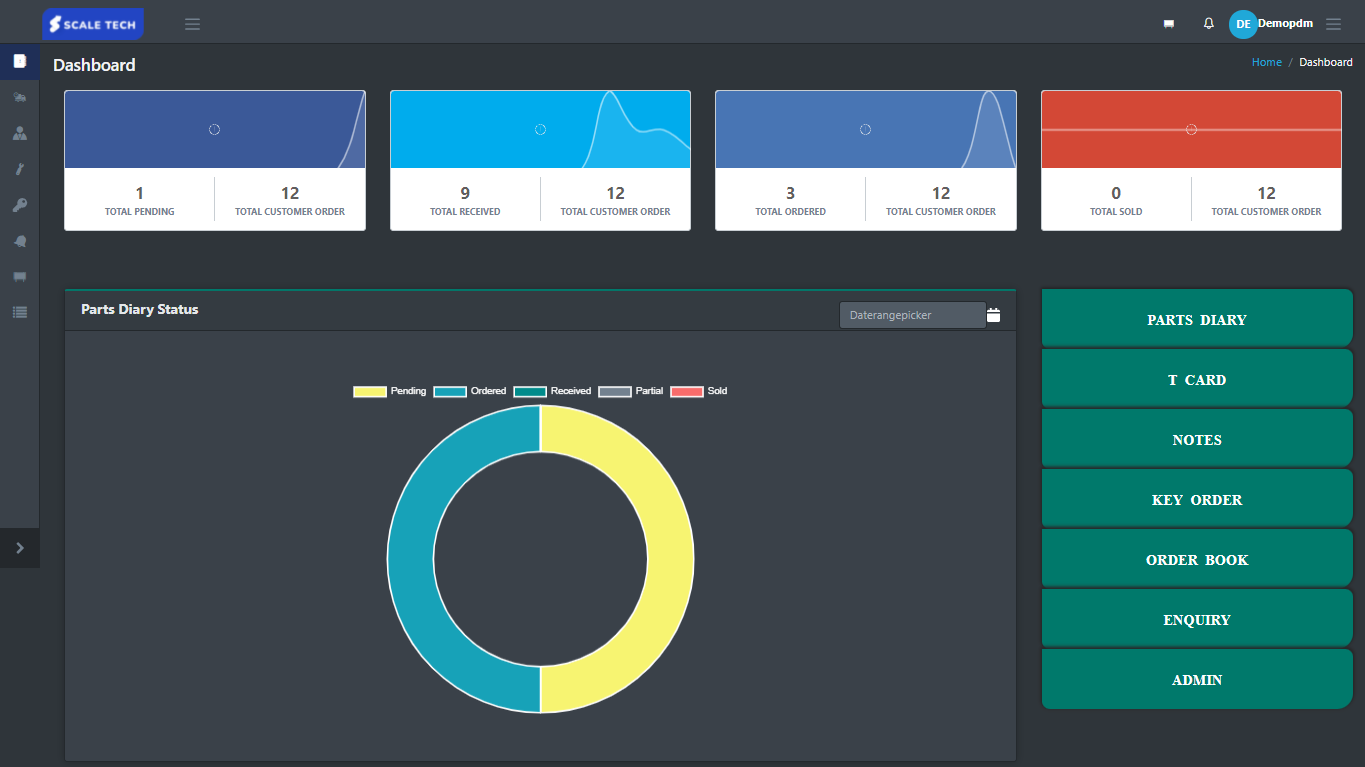 SCALE TECH
DE Demopdm
Dashboard
Home / Dashboard
1
TOTAL PENDING
12
TOTAL CUSTOMER ORDER
9
TOTAL RECEIVED
12
TOTAL CUSTOMER ORDER
3
TOTAL ORDERED
12
TOTAL CUSTOMER ORDER
0
TOTAL SOLD
12
TOTAL CUSTOMER ORDER
Parts Diary Status
Daterangepicker
Pending Ordered Received Partial Sold
PARTS DIARY
T CARD
NOTES
KEY ORDER
ORDER BOOK
ENQUIRY
ADMIN